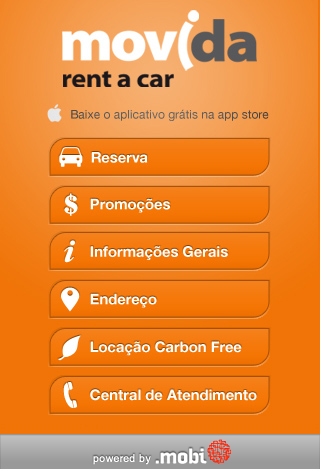 movida
rent a car
Baixe o aplicativo grátis na app store
Reserva
Promoções
Informações Gerais
Endereço
Locação Carbon Free
Central de Atendimento
powered by .mobi